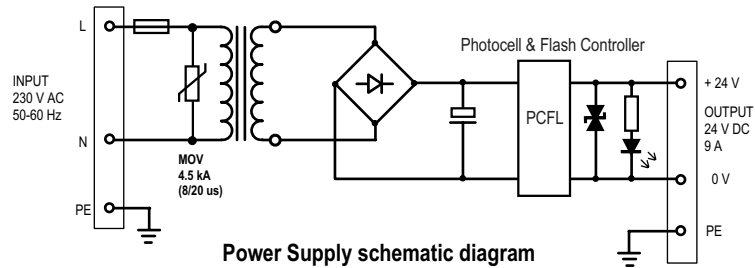 L
INPUT
230 V AC
50-60 Hz
N
PE
MOV
4.5 kA
(8/20 us)
Photocell & Flash Controller
PCFL
+ 24 V
OUTPUT
24 V DC
9 A
0 V
PE
Power Supply schematic diagram